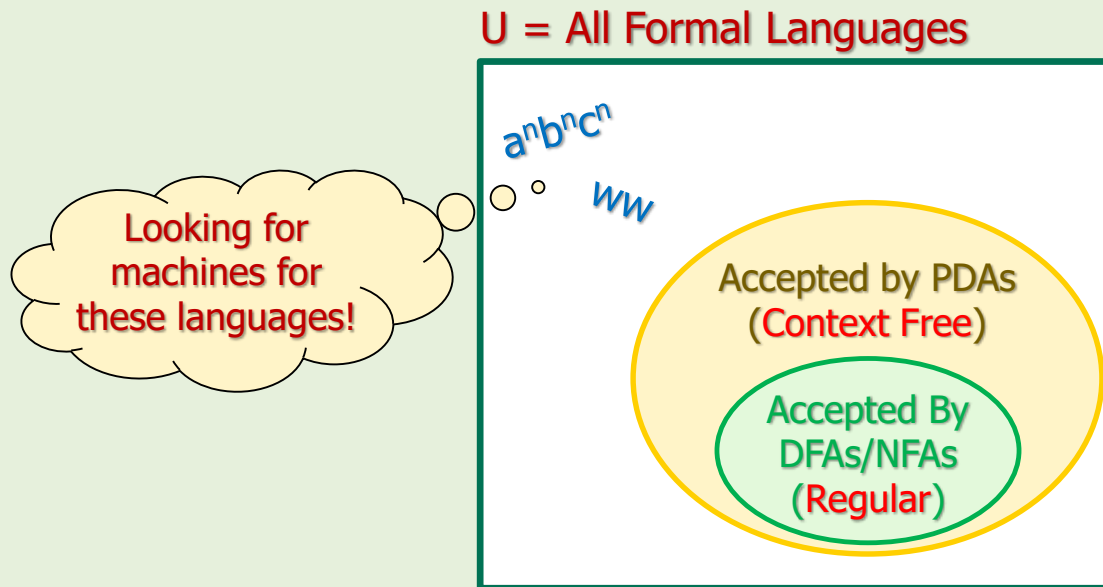 U = All Formal Languages
aⁿbⁿcⁿ
ww
Looking for
machines for
these languages!
Accepted by PDAs
(Context Free)
Accepted By
DFAs/NFAs
(Regular)